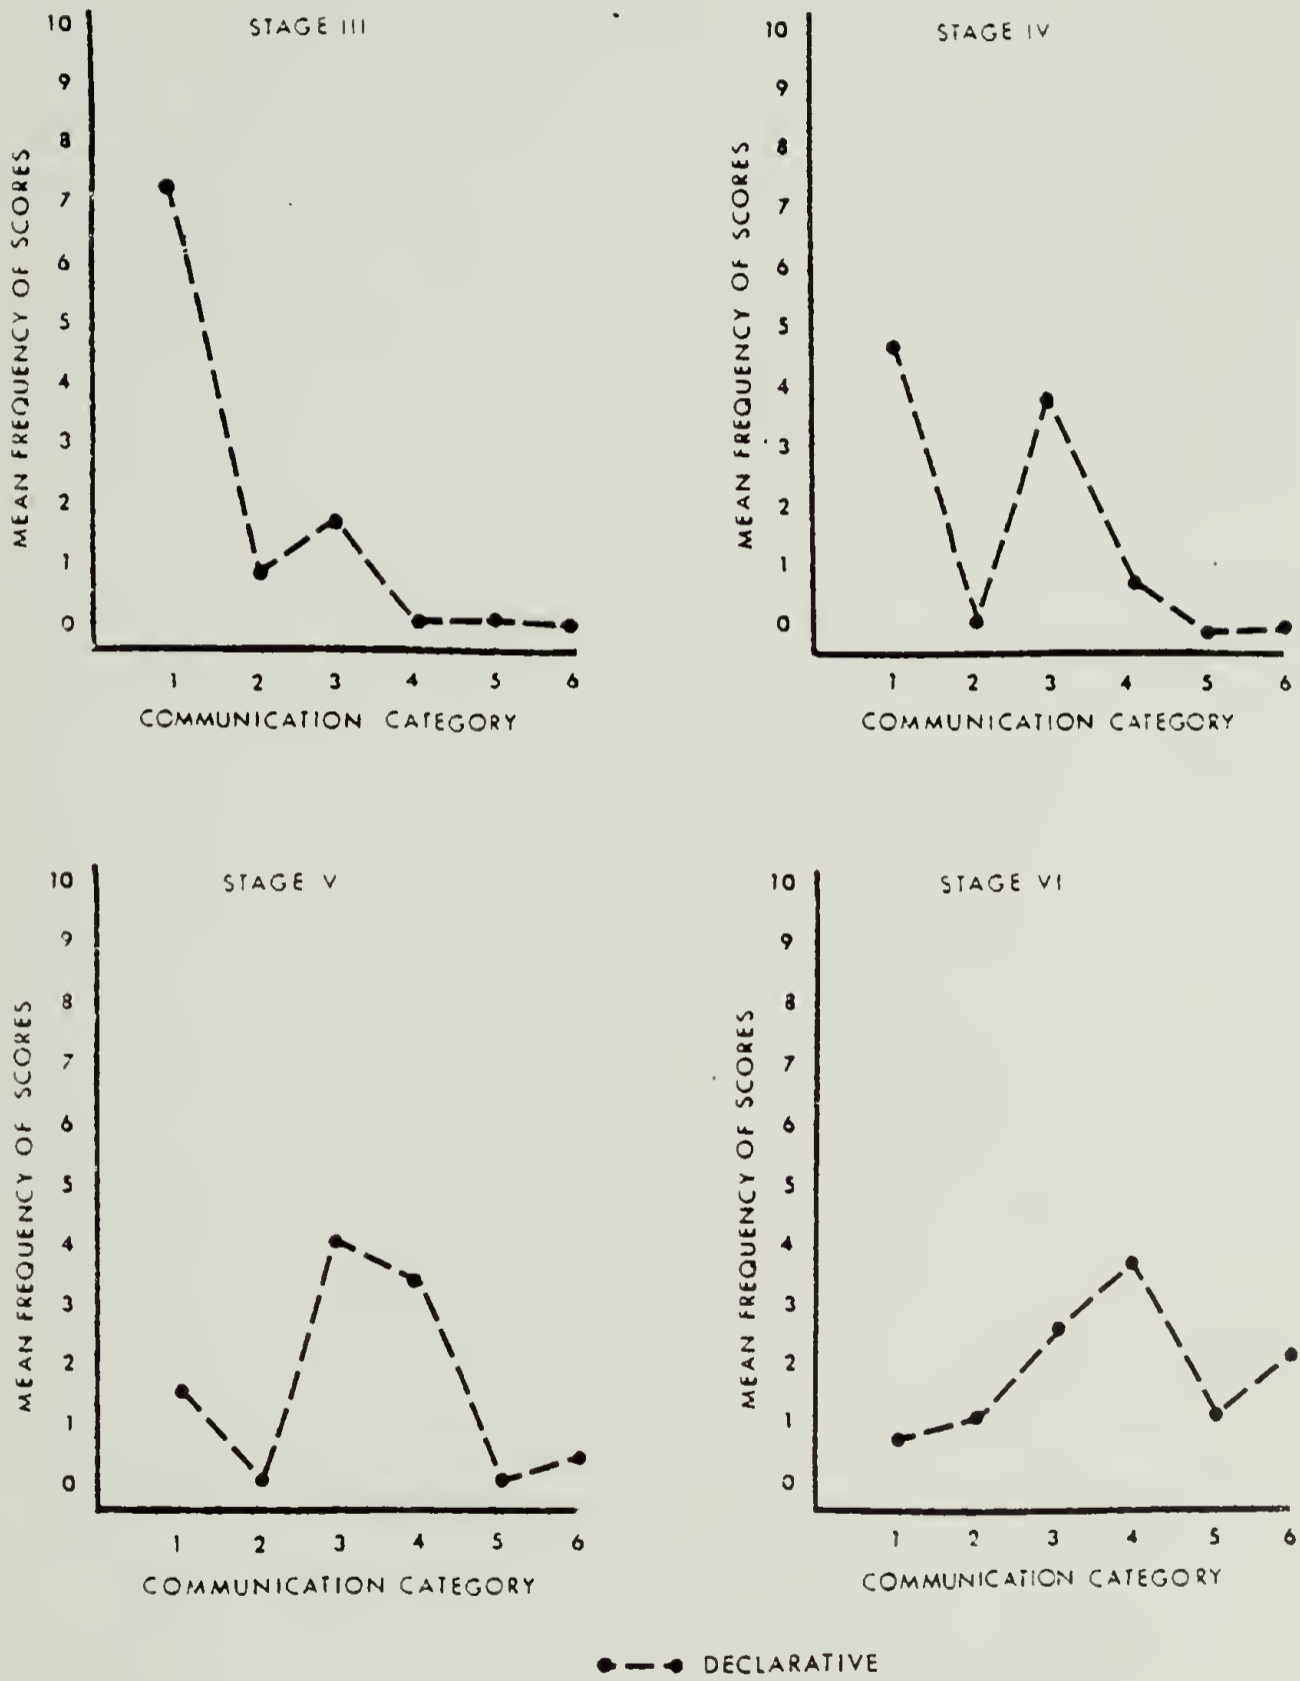 STAGE III
10
9
8
7
6
5
4
3
2
1
0
MEAN FREQUENCY OF SCORES
1 2 3 4 5 6
COMMUNICATION CATEGORY
STAGE IV
10
9
8
7
6
5
4
3
2
1
0
MEAN FREQUENCY OF SCORES
1 2 3 4 5 6
COMMUNICATION CATEGORY
STAGE V
10
9
8
7
6
5
4
3
2
1
0
MEAN FREQUENCY OF SCORES
1 2 3 4 5 6
COMMUNICATION CATEGORY
STAGE VI
10
9
8
7
6
5
4
3
2
1
0
MEAN FREQUENCY OF SCORES
1 2 3 4 5 6
COMMUNICATION CATEGORY
DECLARATIVE